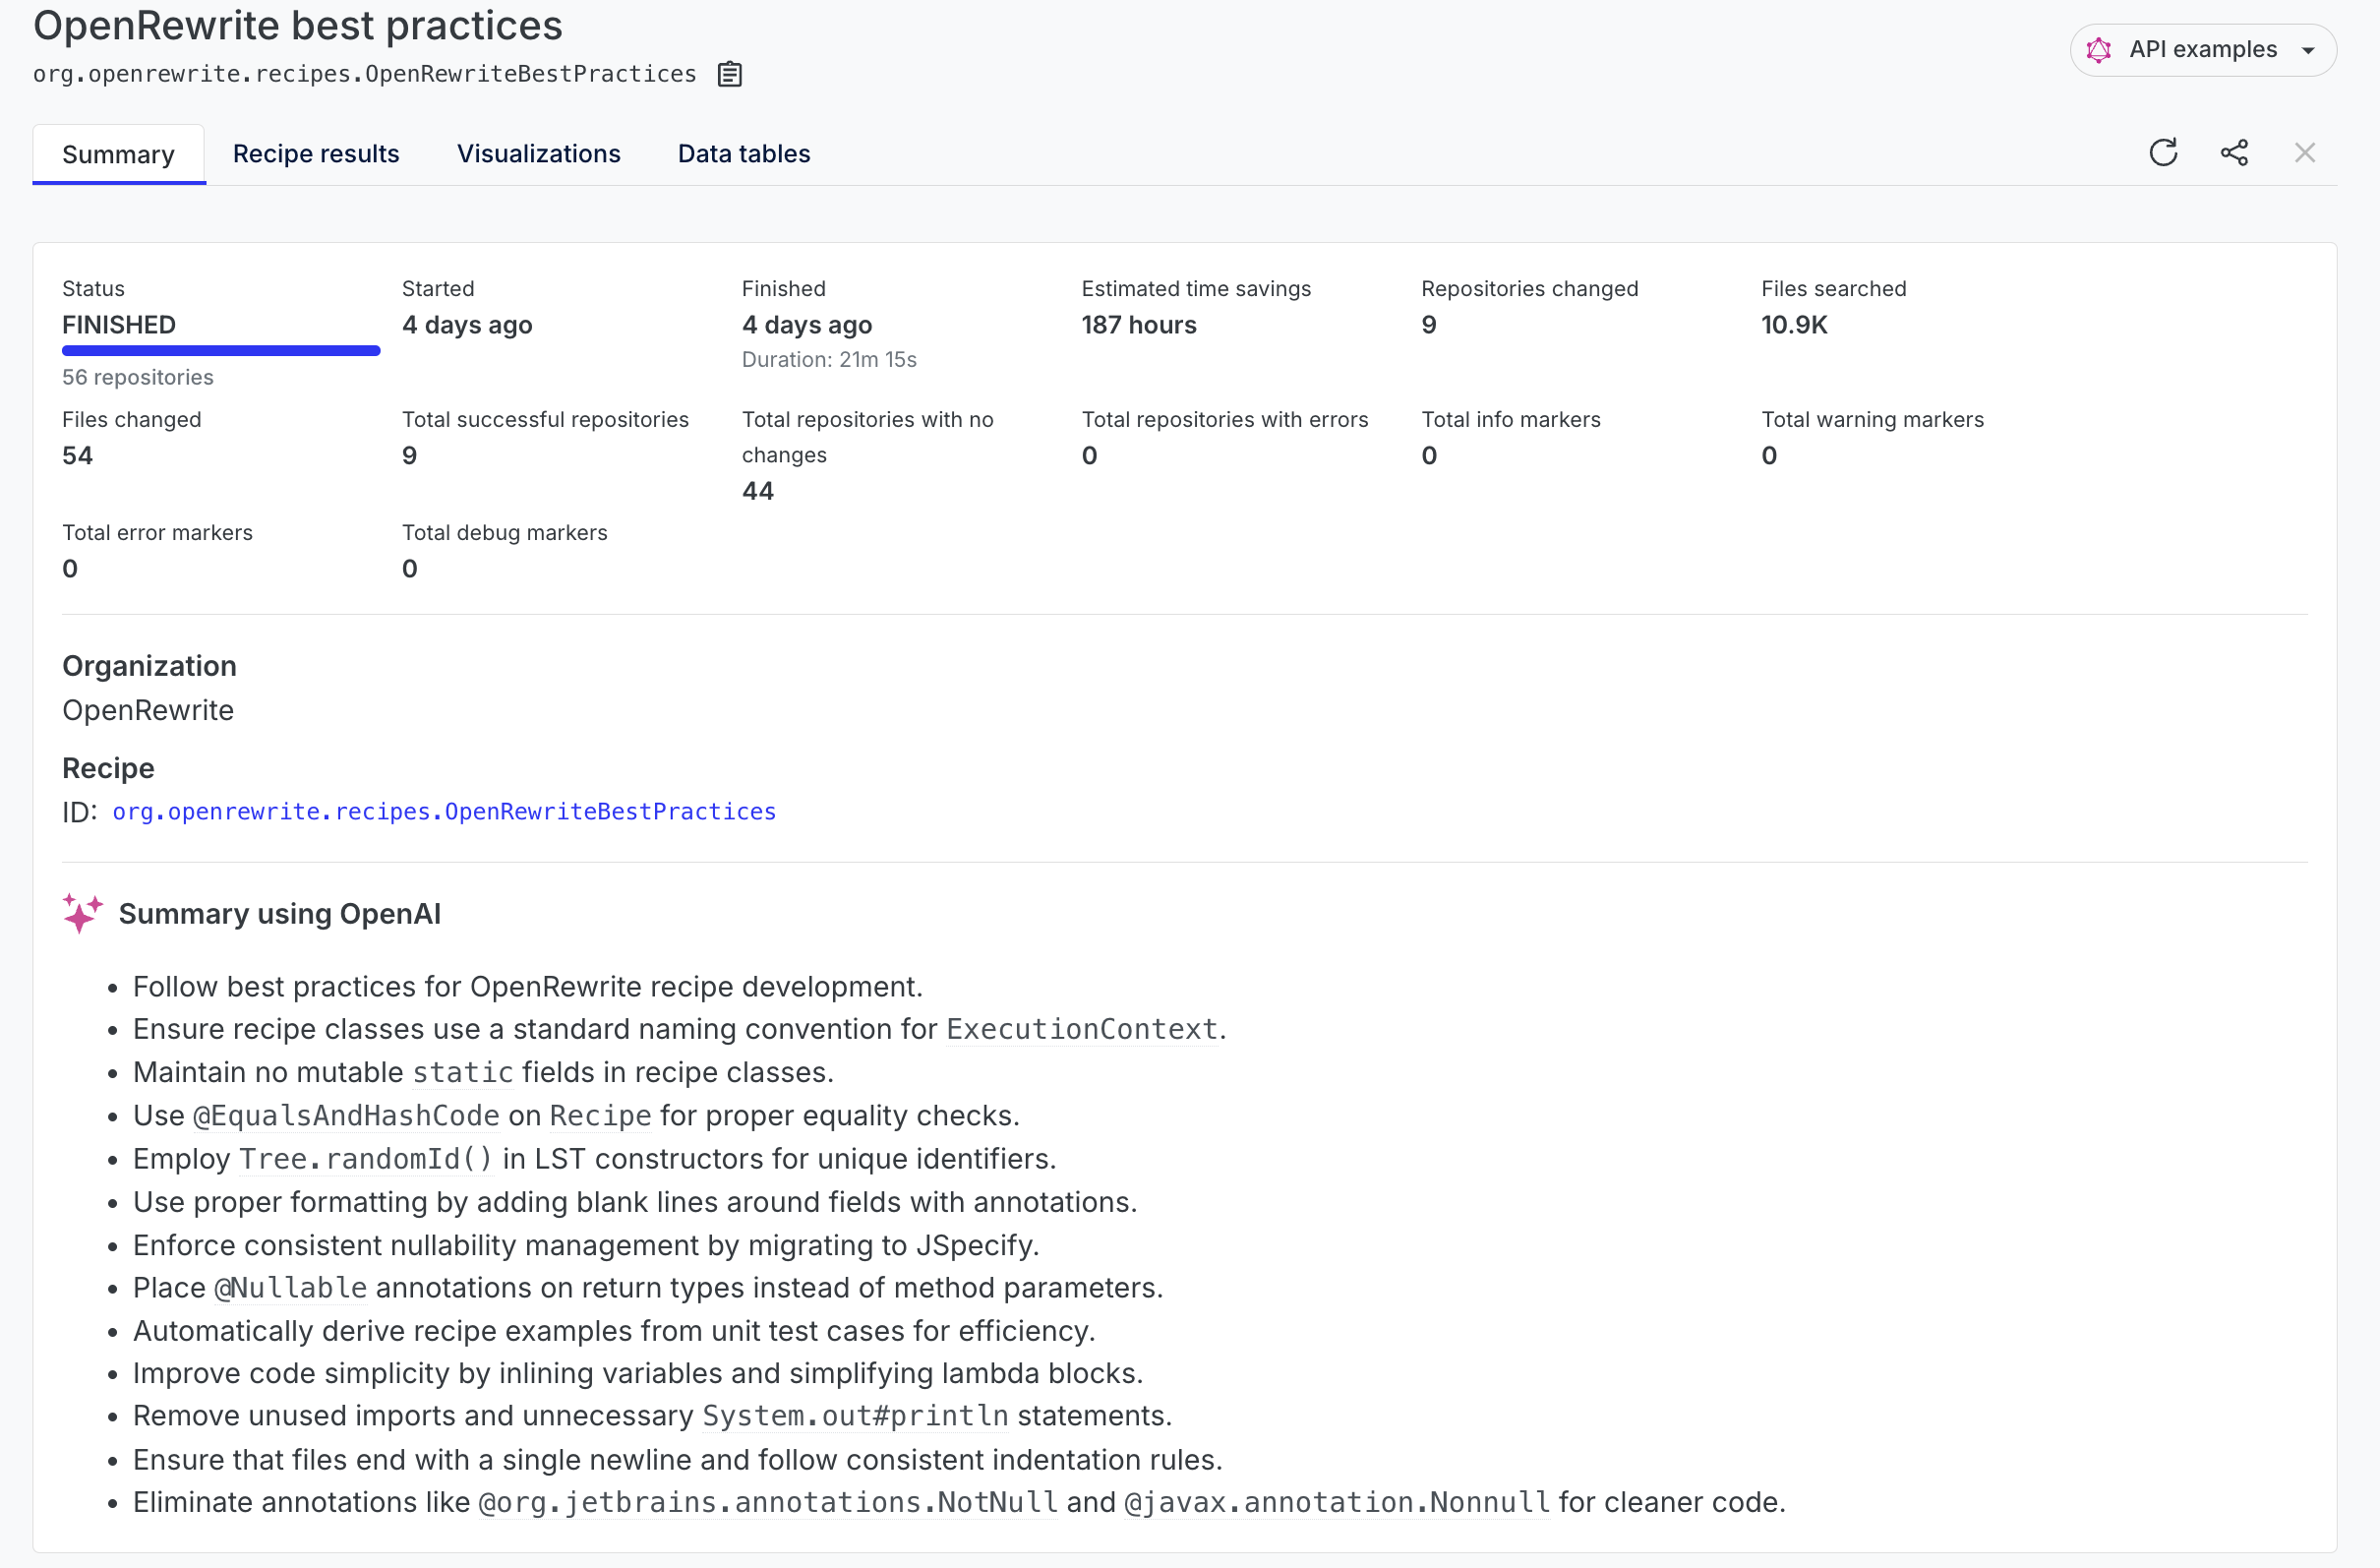 OpenRewrite best practices
org.openrewrite.recipes.OpenRewriteBestPractices
API examples
Summary
Recipe results
Visualizations
Data tables
Status
FINISHED
56 repositories
Started
4 days ago
Finished
4 days ago
Duration: 21m 15s
Estimated time savings
187 hours
Repositories changed
9
Files searched
10.9K
Files changed
54
Total successful repositories
9
Total repositories with no
changes
44
Total repositories with errors
0
Total info markers
0
Total warning markers
0
Total error markers
0
Total debug markers
0
Organization
OpenRewrite
Recipe
ID: org.openrewrite.recipes.OpenRewriteBestPractices
Summary using OpenAI
• Follow best practices for OpenRewrite recipe development.
• Ensure recipe classes use a standard naming convention for ExecutionContext.
• Maintain no mutable static fields in recipe classes.
• Use @EqualsAndHashCode on Recipe for proper equality checks.
• Employ Tree.randomId() in LST constructors for unique identifiers.
• Use proper formatting by adding blank lines around fields with annotations.
• Enforce consistent nullability management by migrating to JSpecify.
• Place @Nullable annotations on return types instead of method parameters.
• Automatically derive recipe examples from unit test cases for efficiency.
• Improve code simplicity by inlining variables and simplifying lambda blocks.
• Remove unused imports and unnecessary System.out#println statements.
• Ensure that files end with a single newline and follow consistent indentation rules.
• Eliminate annotations like @org.jetbrains.annotations.NotNull and @javax.annotation.Nonnull for cleaner code.